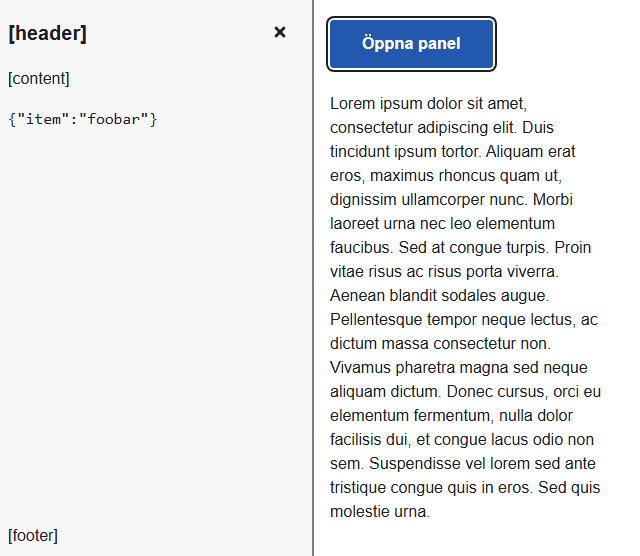 [header]
[content]
{"item":"foobar"}
[footer]
Öppna panel
Lorem ipsum dolor sit amet,
consectetur adipiscing elit. Duis
tincidunt ipsum tortor. Aliquam erat
eros, maximus rhoncus quam ut,
dignissim ullamcorper nunc. Morbi
laoreet urna nec leo elementum
faucibus. Sed at congue turpis. Proin
vitae risus ac risus porta viverra.
Aenean blandit sodales augue.
Pellentesque tempor neque lectus, ac
dictum massa consectetur non.
Vivamus pharetra magna sed neque
aliquam dictum. Donec cursus, orci eu
elementum fermentum, nulla dolor
facilisis dui, et congue lacus odio non
sem. Suspendisse vel lorem sed ante
tristique congue quis in eros. Sed quis
molestie urna.